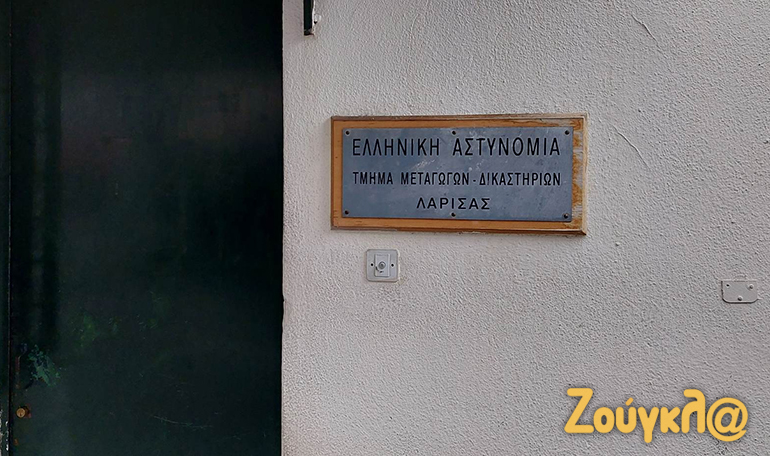 ΕΛΛΗΝΙΚΗ ΑΣΤΥΝΟΜΙΑ
ΤΜΗΜΑ ΜΕΤΑΓΩΓΩΝ - ΔΙΚΑΣΤΗΡΙΩΝ
ΛΑΡΙΣΑΣ
Ζούγκλ@